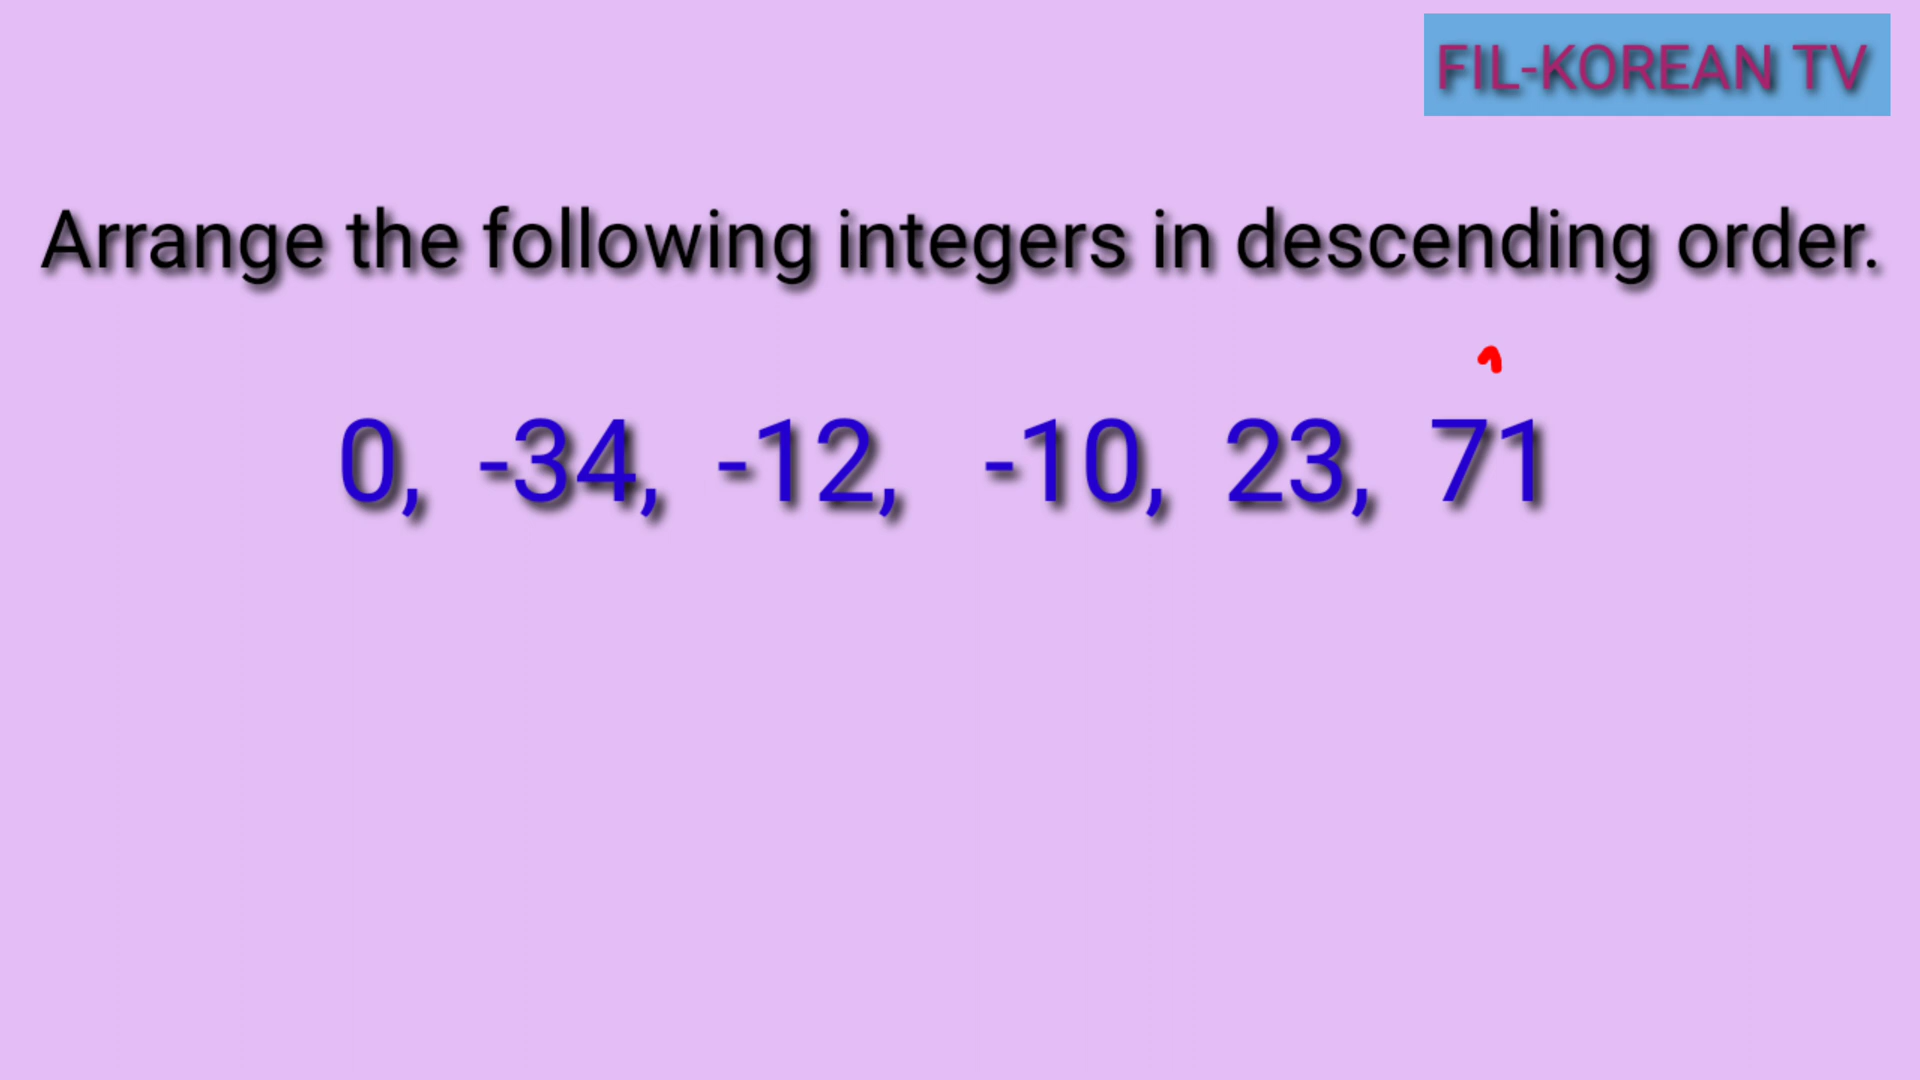 FIL-KOREAN TV
Arrange the following integers in descending order.
0, -34, -12, -10, 23, 71